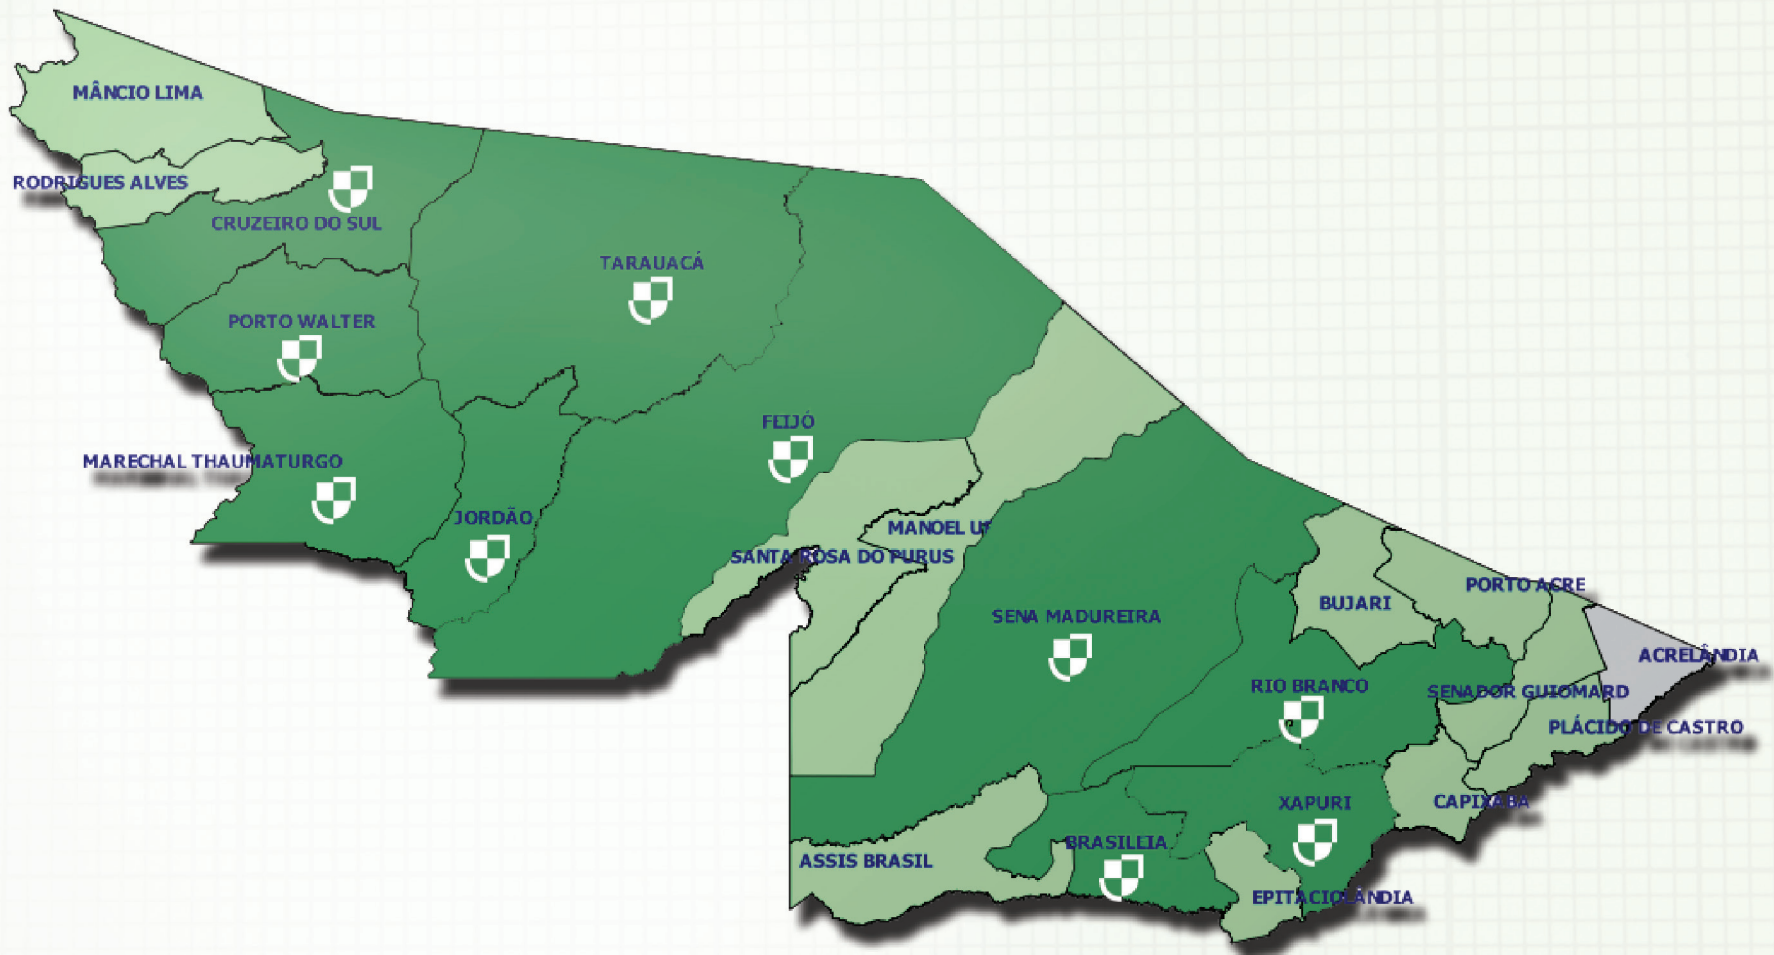 MÂNCIO LIMA
RODRIGUES ALVES
CRUZEIRO DO SUL
TARAUACÁ
PORTO WALTER
FEIJÓ
MARECHAL THAUMATURGO
JORDÃO
MANOEL U
SANTA ROSA DO PURUS
SENA MADUREIRA
BUJARI
PORTO ACRE
ACRELÂNDIA
RIO BRANCO
SENADOR GUIOMARD
PLÁCIDO DE CASTRO
XAPURI
CAPIXABA
BRASILEIA
ASSIS BRASIL
EPITACIOLÂNDIA